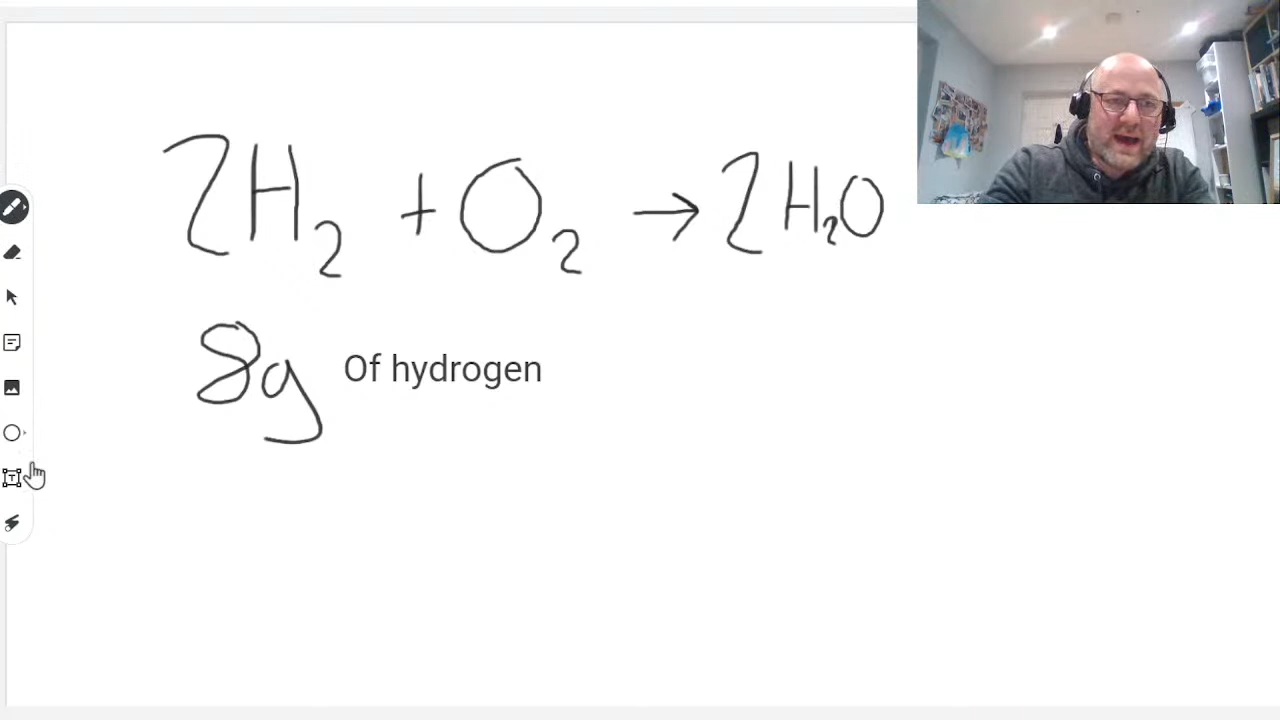 2H₂ + O₂ → 2H₂O
8g Of hydrogen